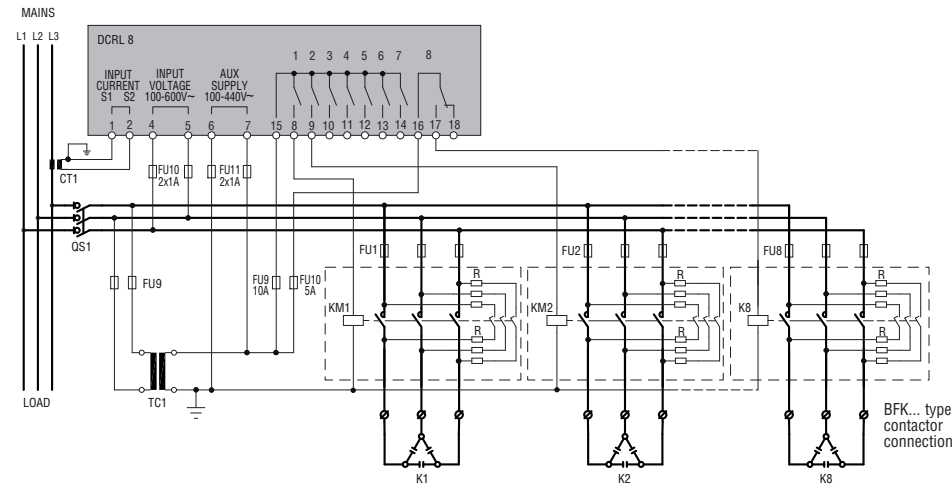 MAINS
L1 L2 L3
DCRL 8
1 2 3 4 5 6 7 8
INPUT
CURRENT
S1 S2
INPUT
VOLTAGE
100-600V~
AUX
SUPPLY
100-440V~
1 2 4 5 6 7 15 8 9 10 11 12 13 14 16 17 18
CT1
FU10
2x1A
FU11
2x1A
QS1
FU9
FU9
10A
FU10
5A
FU1
FU2
FU8
R
R
R
KM1
KM2
K8
R
R
R
LOAD
TC1
BFK... type
contactor
connection
K1
K2
K8